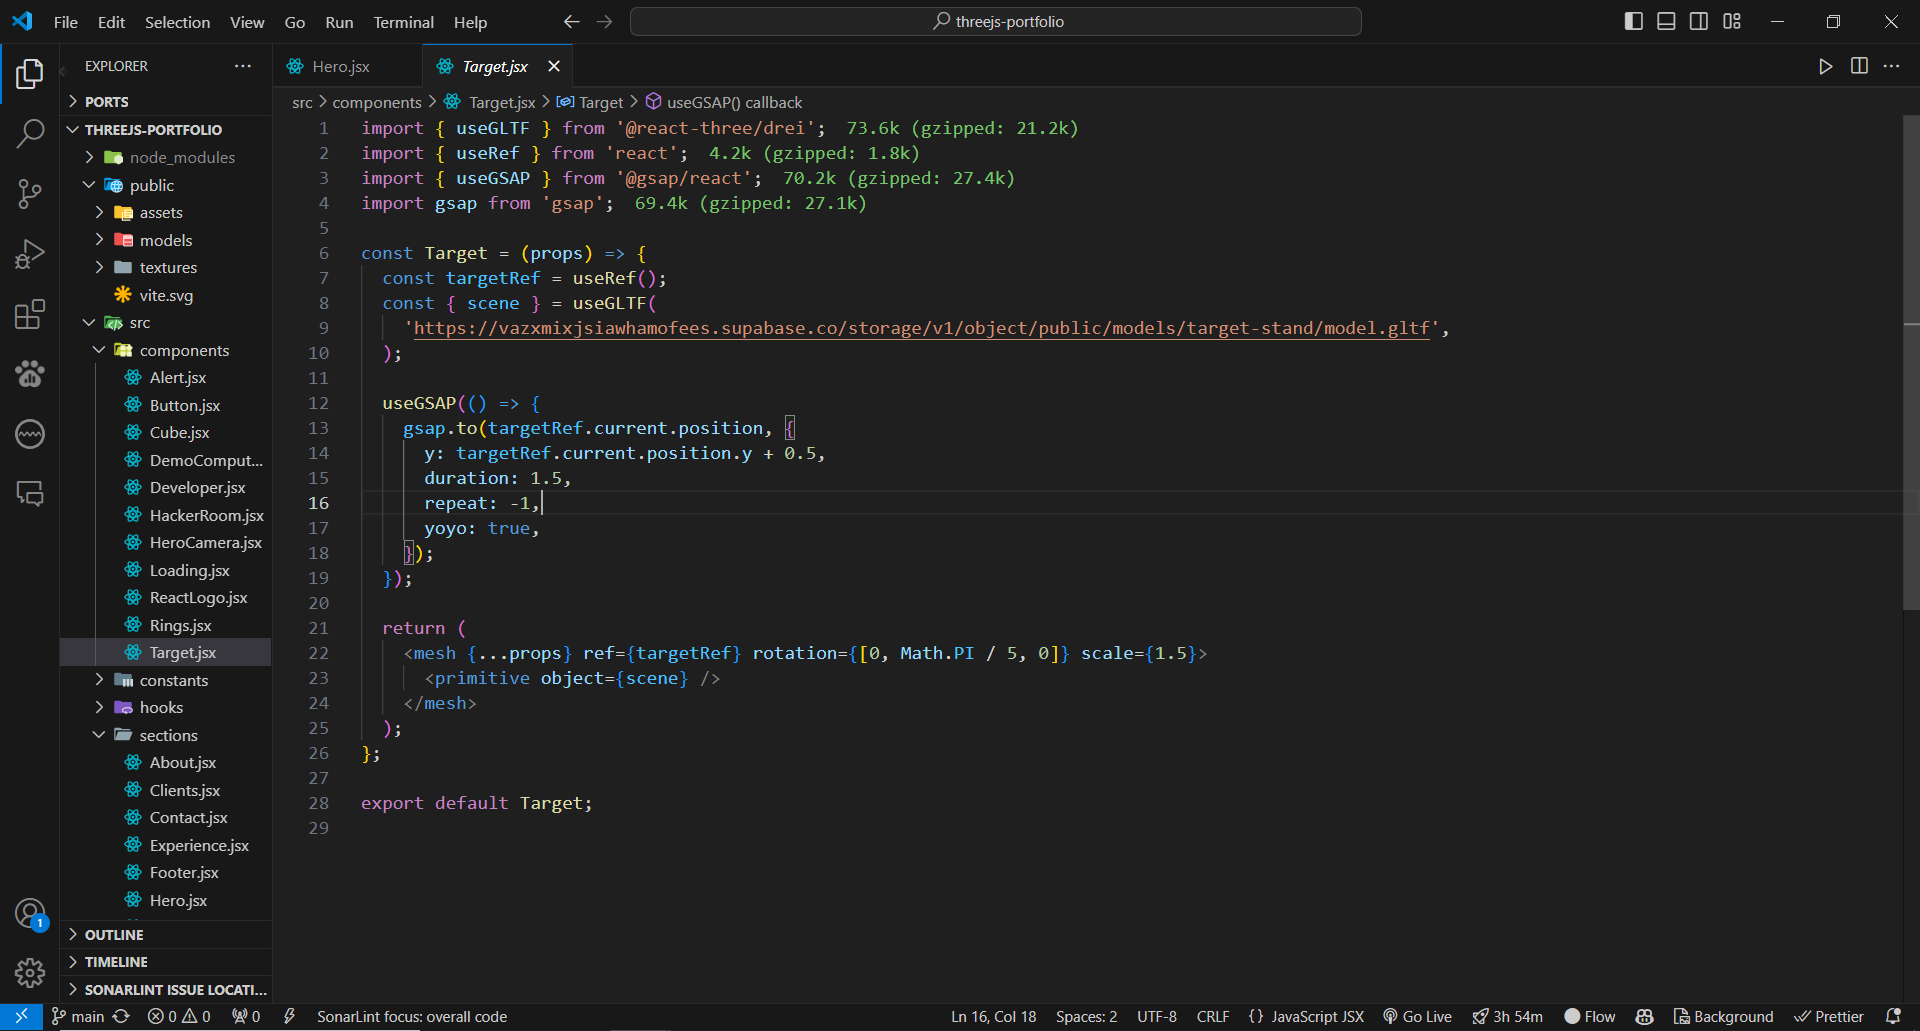 File Edit Selection View Go Run Terminal Help
threejs-portfolio
EXPLORER
PORTS
THREEJS-PORTFOLIO
node_modules
public
assets
models
textures
vite.svg
src
components
Alert.jsx
Button.jsx
Cube.jsx
DemoComput...
Developer.jsx
HackerRoom.jsx
HeroCamera.jsx
Loading.jsx
ReactLogo.jsx
Rings.jsx
Target.jsx
constants
hooks
sections
About.jsx
Clients.jsx
Contact.jsx
Experience.jsx
Footer.jsx
Hero.jsx
OUTLINE
TIMELINE
SONARLINT ISSUE LOCATI...
1
Hero.jsx Target.jsx
src > components > Target.jsx > Target > useGSAP() callback
1 import { useGLTF } from '@react-three/drei'; 73.6k (gzipped: 21.2k)
2 import { useRef } from 'react'; 4.2k (gzipped: 1.8k)
3 import { useGSAP } from '@gsap/react'; 70.2k (gzipped: 27.4k)
4 import gsap from 'gsap'; 69.4k (gzipped: 27.1k)
5
6 const Target = (props) => {
7 const targetRef = useRef();
8 const { scene } = useGLTF(
9 'https://vazxmixjsiawhamofees.supabase.co/storage/v1/object/public/models/target-stand/model.gltf',
10 );
11
12 useGSAP(() => {
13 gsap.to(targetRef.current.position, {
14 y: targetRef.current.position.y + 0.5,
15 duration: 1.5,
16 repeat: -1,
17 yoyo: true,
18 });
19 });
20
21 return (
22 <mesh {...props} ref={targetRef} rotation={[0, Math.PI / 5, 0]} scale={1.5}>
23 <primitive object={scene} />
24 </mesh>
25 );
26 };
27
28 export default Target;
29
main 0 0 0 SonarLint focus: overall code Ln 16, Col 18 Spaces: 2 UTF-8 CRLF {} JavaScript JSX Go Live 3h 54m Flow Background Prettier